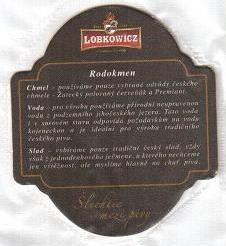 LOBKOWICZ
Rodokmen
Chmel - používáme pouze vybrané odrůdy českého
chmele - Žatecký poloraný červeňák a Premiant.
Voda - pro výrobu používáme přírodní neupravenou
vodu z podzemního jihočeského jezera. Tato voda
i v surovém stavu odpovídá požadavkům na vodu
kojeneckou a je ideální pro výrobu tradičního
českého piva.
Slad - vybíráme pouze tradiční český slad, vždy
však z jednodruhového ječmene, u kterého nechceme
jen výtěžnost, ale myslíme hlavně na chuť piva.
Šlechtic
mezi pivy